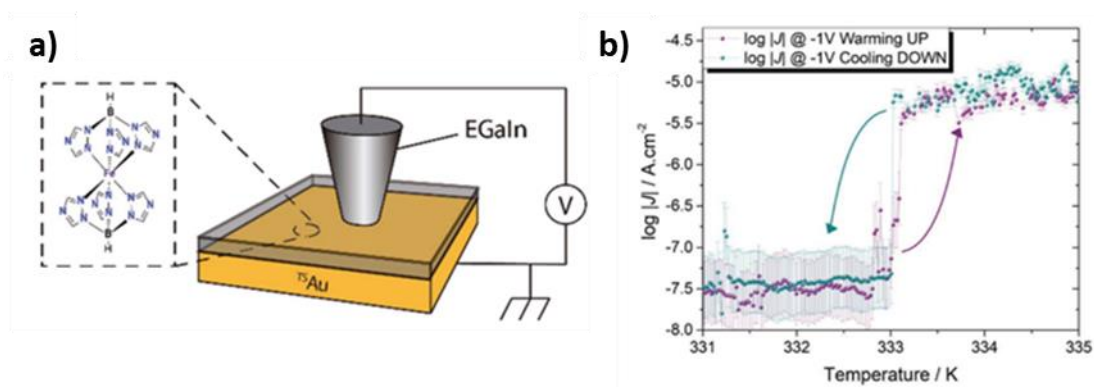 a)
H
B
N N N N N N
Fe
N N N N N N
B
H
EGaIn
V
TSAu
b)
log |J| @ -1V Warming UP
log |J| @ -1V Cooling DOWN
log |J| / A.cm-2
-4.5
-5.0
-5.5
-6.0
-6.5
-7.0
-7.5
-8.0
331 332 333 334 335
Temperature / K